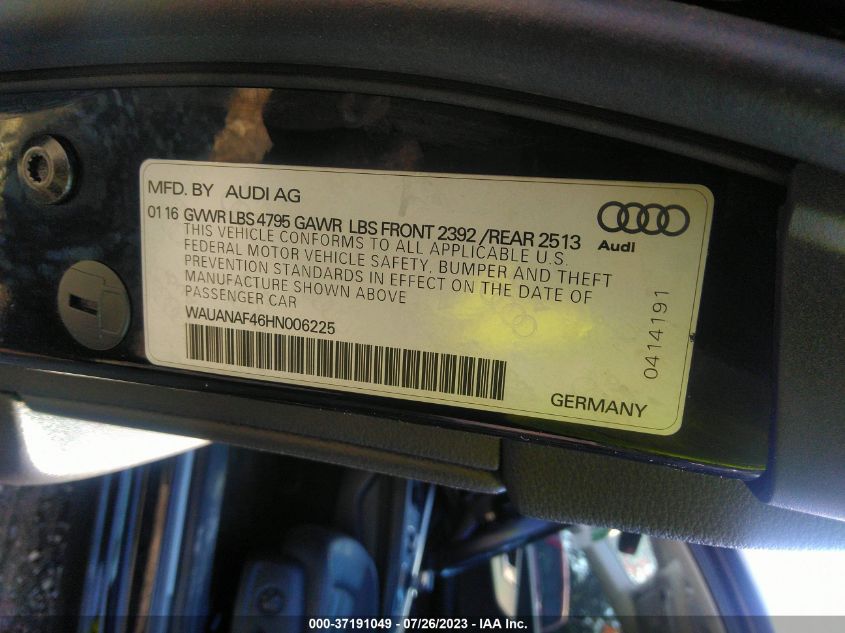 MFD. BY AUDI AG
01 16 GVWR LBS 4795 GAWR LBS FRONT 2392 /REAR 2513
THIS VEHICLE CONFORMS TO ALL APPLICABLE U.S.
FEDERAL MOTOR VEHICLE SAFETY, BUMPER AND THEFT
PREVENTION STANDARDS IN EFFECT ON THE DATE OF
MANUFACTURE SHOWN ABOVE
PASSENGER CAR
WAUANAF46HN006225
Audi
0414191
GERMANY
000-37191049 / 07/26/2023 - IAA Inc.